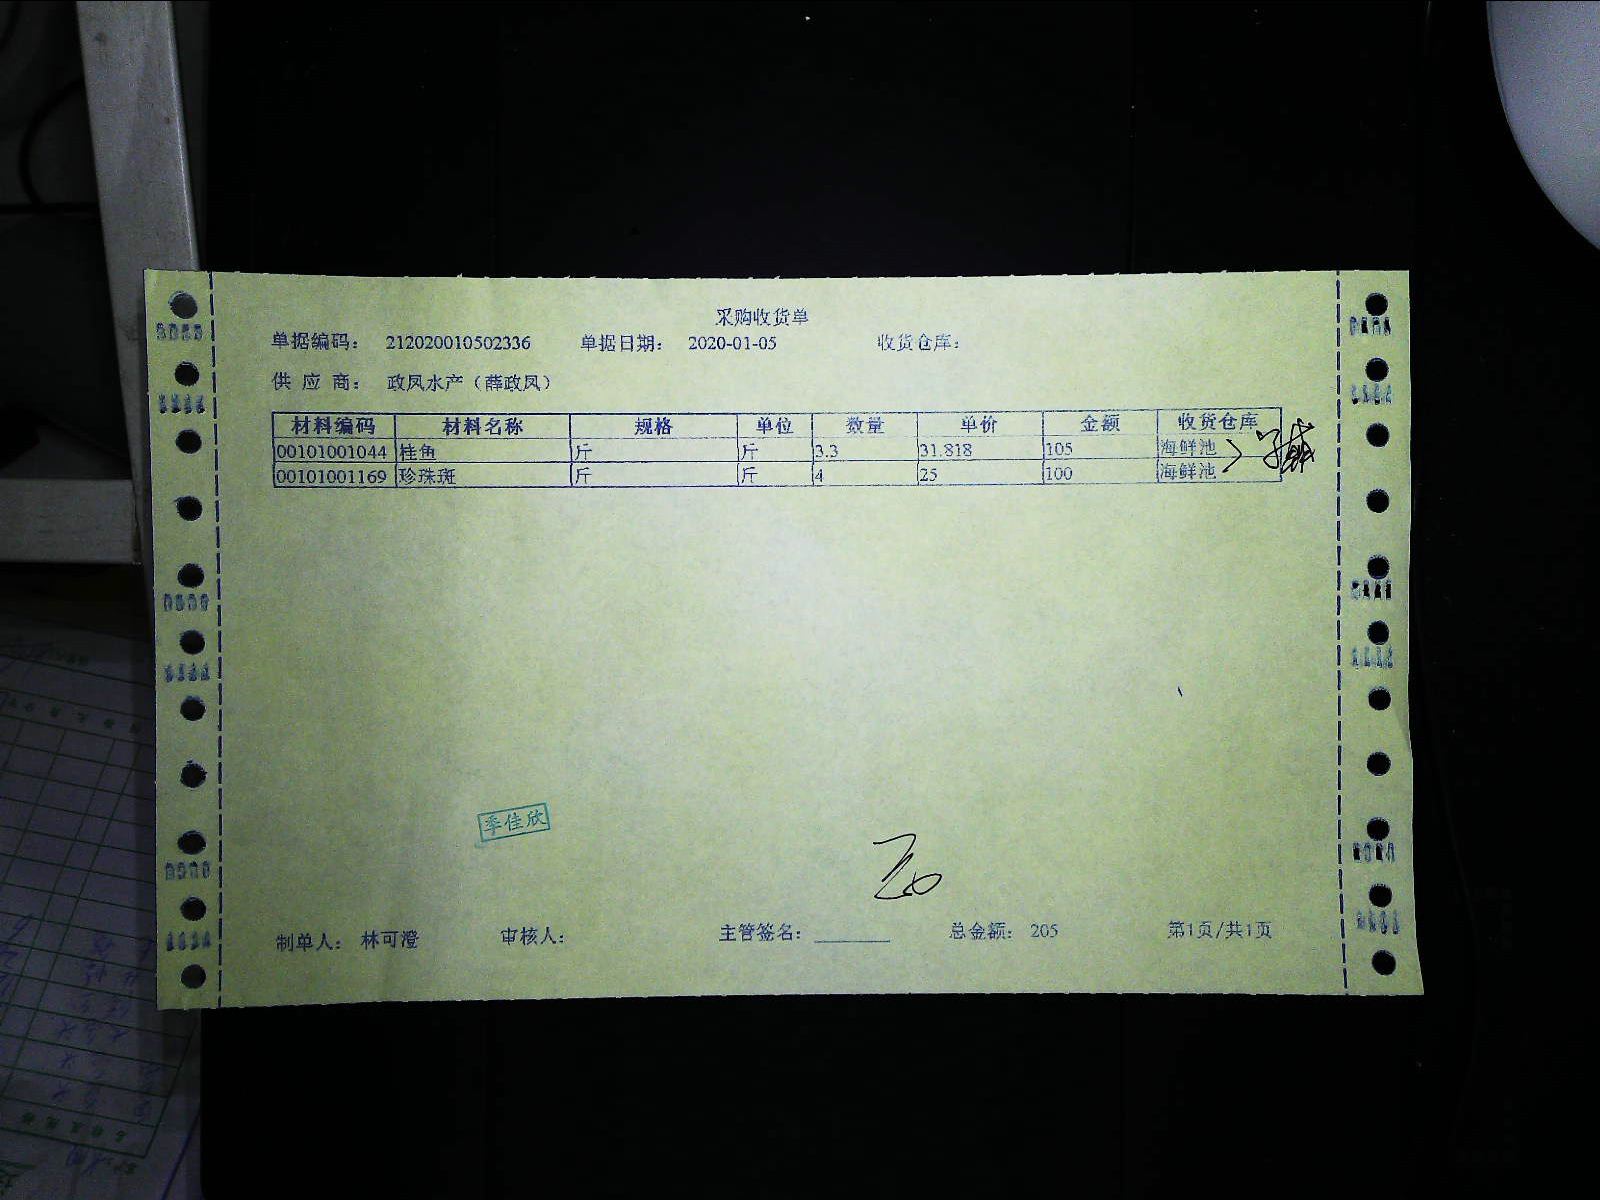 采购收货单
单据编码： 212020010502336 单据日期： 2020-01-05 收货仓库：
供 应 商： 政凤水产（薛政凤）
材料编码 材料名称 规格 单位 数量 单价 金额 收货仓库
00101001044 桂鱼 斤 斤 3.3 31.818 105 海鲜池
00101001169 珍珠斑 斤 斤 4 25 100 海鲜池
季佳欣
制单人： 林可澄 审核人： 主管签名： ________ 总金额： 205 第1页/共1页